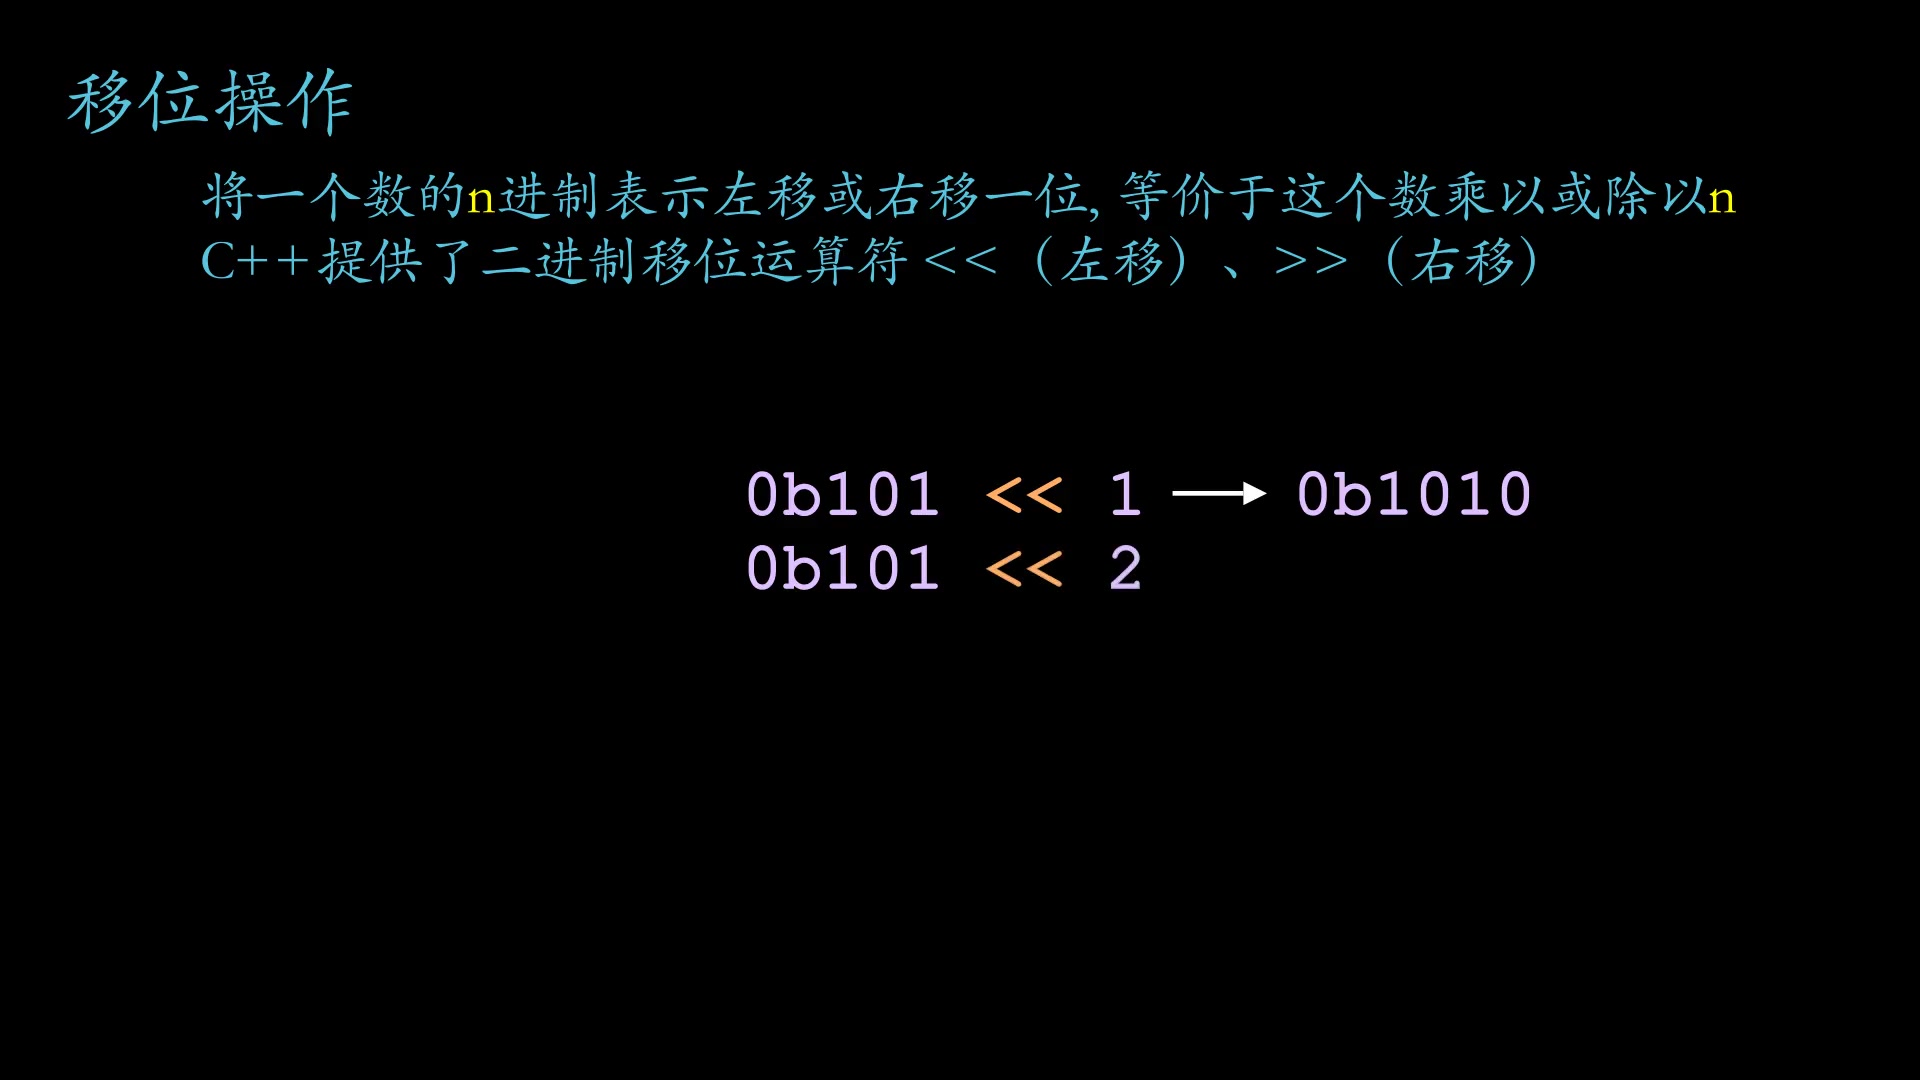 移位操作
将一个数的n进制表示左移或右移一位, 等价于这个数乘以或除以n
C++提供了二进制移位运算符 <<（左移）、>>（右移）
0b101 << 1 → 0b1010
0b101 << 2